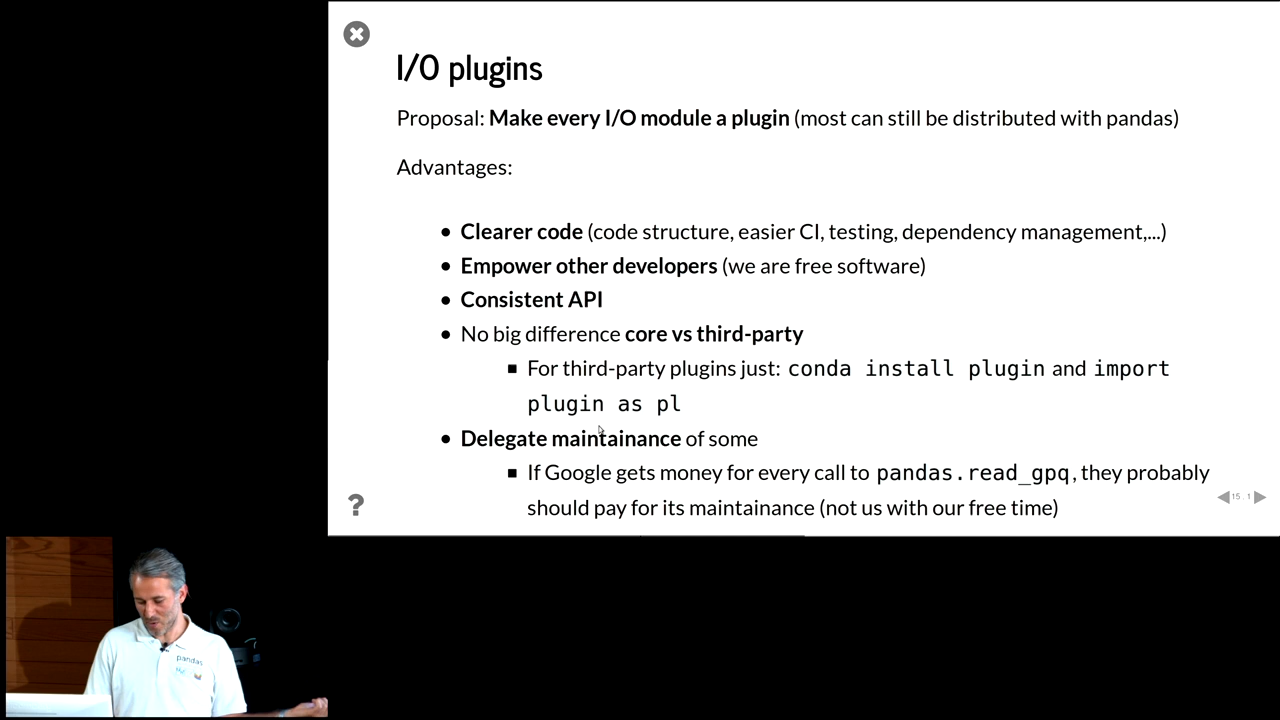 I/O plugins
Proposal: Make every I/O module a plugin (most can still be distributed with pandas)
Advantages:
• Clearer code (code structure, easier CI, testing, dependency management,...)
• Empower other developers (we are free software)
• Consistent API
• No big difference core vs third-party
▪ For third-party plugins just: conda install plugin and import
plugin as pl
• Delegate maintainance of some
▪ If Google gets money for every call to pandas.read_gpq, they probably
should pay for its maintainance (not us with our free time)
?
15 . 1
pandas